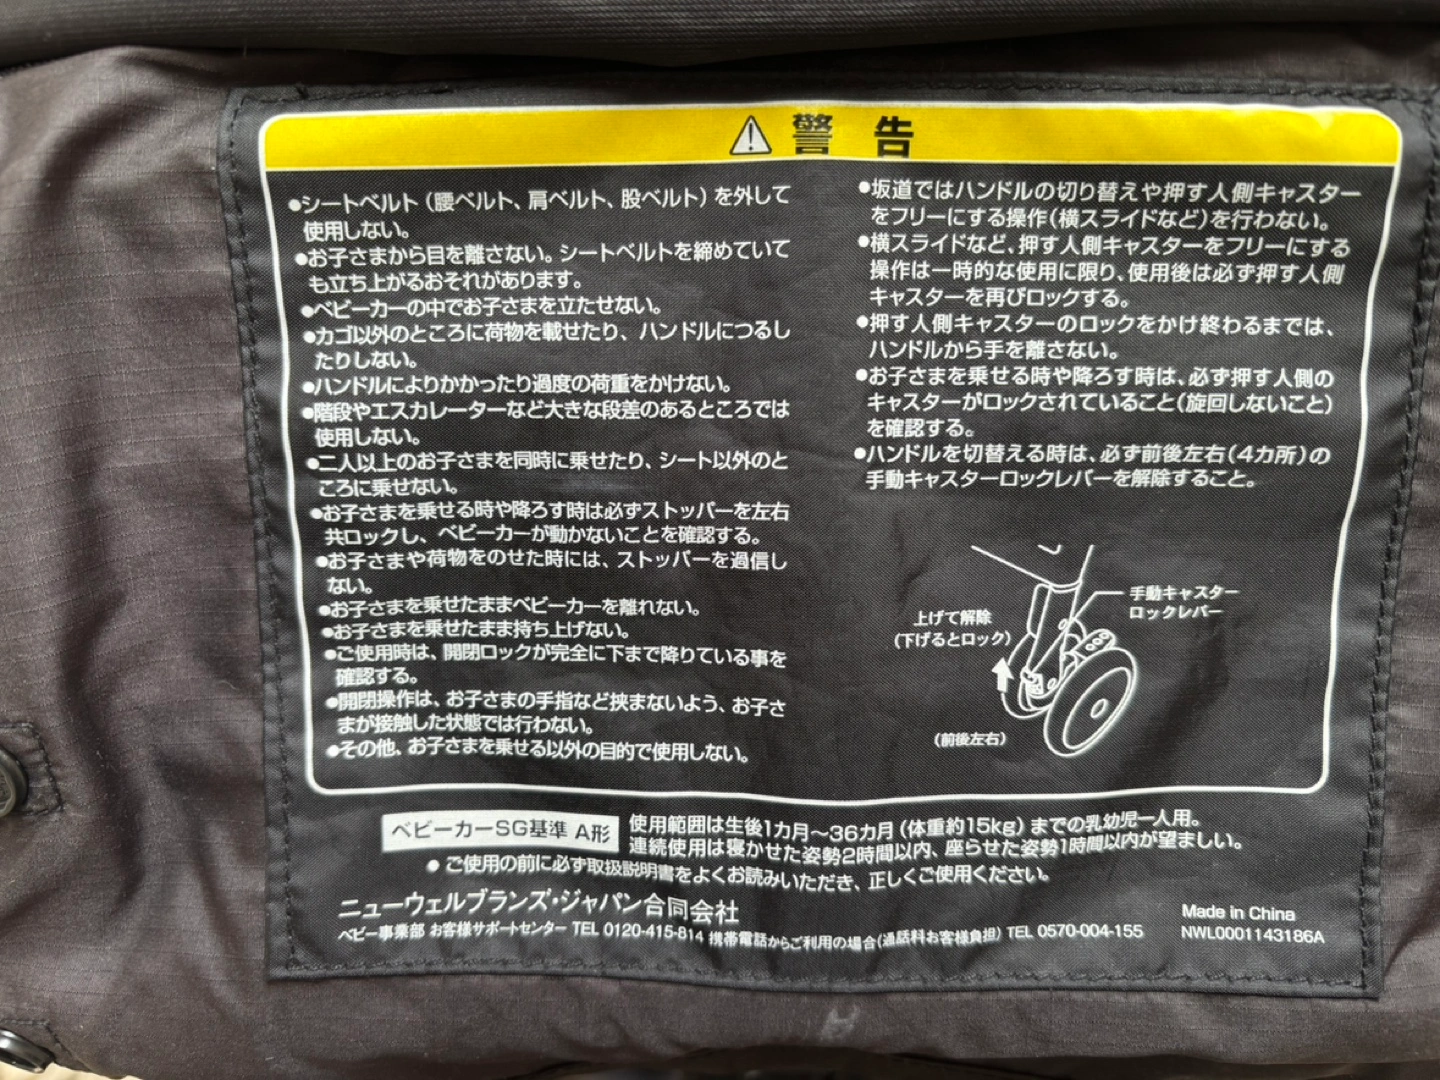 警告
●シートベルト（腰ベルト、肩ベルト、股ベルト）を外して
使用しない。
●お子さまから目を離さない。シートベルトを締めていて
も立ち上がるおそれがあります。
●ベビーカーの中でお子さまを立たせない。
●カゴ以外のところに荷物を載せたり、ハンドルにつるし
たりしない。
●ハンドルによりかかったり過度の荷重をかけない。
●階段やエスカレーターなど大きな段差のあるところでは
使用しない。
●二人以上のお子さまを同時に乗せたり、シート以外のと
ころに乗せない。
●お子さまを乗せる時や降ろす時は必ずストッパーを左右
共ロックし、ベビーカーが動かないことを確認する。
●お子さまや荷物をのせた時には、ストッパーを過信し
ない。
●お子さまを乗せたままベビーカーを離れない。
●お子さまを乗せたまま持ち上げない。
●ご使用時は、開閉ロックが完全に下まで降りている事を
確認する。
●開閉操作は、お子さまの手指など挟まないよう、お子さ
まが接触した状態では行わない。
●その他、お子さまを乗せる以外の目的で使用しない。
●坂道ではハンドルの切り替えや押す人側キャスター
をフリーにする操作（横スライドなど）を行わない。
●横スライドなど、押す人側キャスターをフリーにする
操作は一時的な使用に限り、使用後は必ず押す人側
キャスターを再びロックする。
●押す人側キャスターのロックをかけ終わるまでは、
ハンドルから手を離さない。
●お子さまを乗せる時や降ろす時は、必ず押す人側の
キャスターがロックされていること（旋回しないこと）
を確認する。
●ハンドルを切替える時は、必ず前後左右（4カ所）の
手動キャスターロックレバーを解除すること。
手動キャスター
ロックレバー
上げて解除
（下げるとロック）
（前後左右）
ベビーカーSG基準 A形
使用範囲は生後1カ月〜36カ月（体重約15kg）までの乳幼児一人用。
連続使用は寝かせた姿勢2時間以内、座らせた姿勢1時間以内が望ましい。
●ご使用の前に必ず取扱説明書をよくお読みいただき、正しくご使用ください。
ニューウェルブランズ・ジャパン合同会社
ベビー事業部 お客様サポートセンター TEL 0120-415-814 携帯電話からご利用の場合（通話料お客様負担）TEL 0570-004-155
Made in China
NWL0001143186A